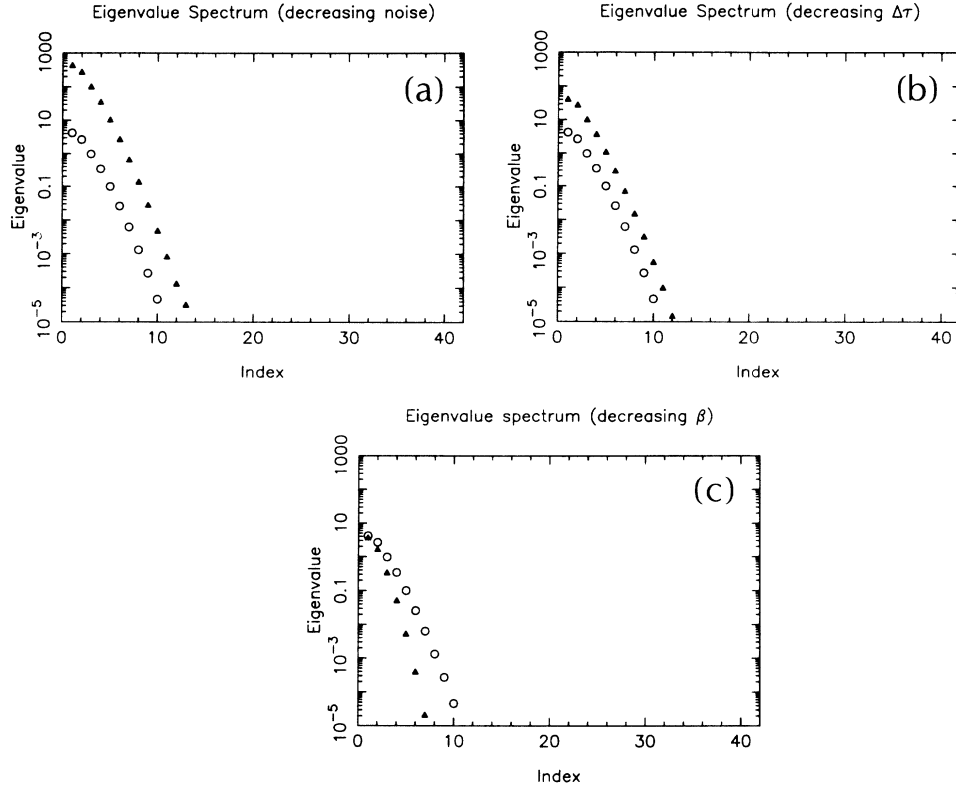 Eigenvalue Spectrum (decreasing noise)
1000
10
0.1
10⁻³
10⁻⁵
Eigenvalue
(a)
0 10 20 30 40
Index
Eigenvalue Spectrum (decreasing Δτ)
1000
10
0.1
10⁻³
10⁻⁵
Eigenvalue
(b)
0 10 20 30 40
Index
Eigenvalue spectrum (decreasing β)
1000
10
0.1
10⁻³
10⁻⁵
Eigenvalue
(c)
0 10 20 30 40
Index